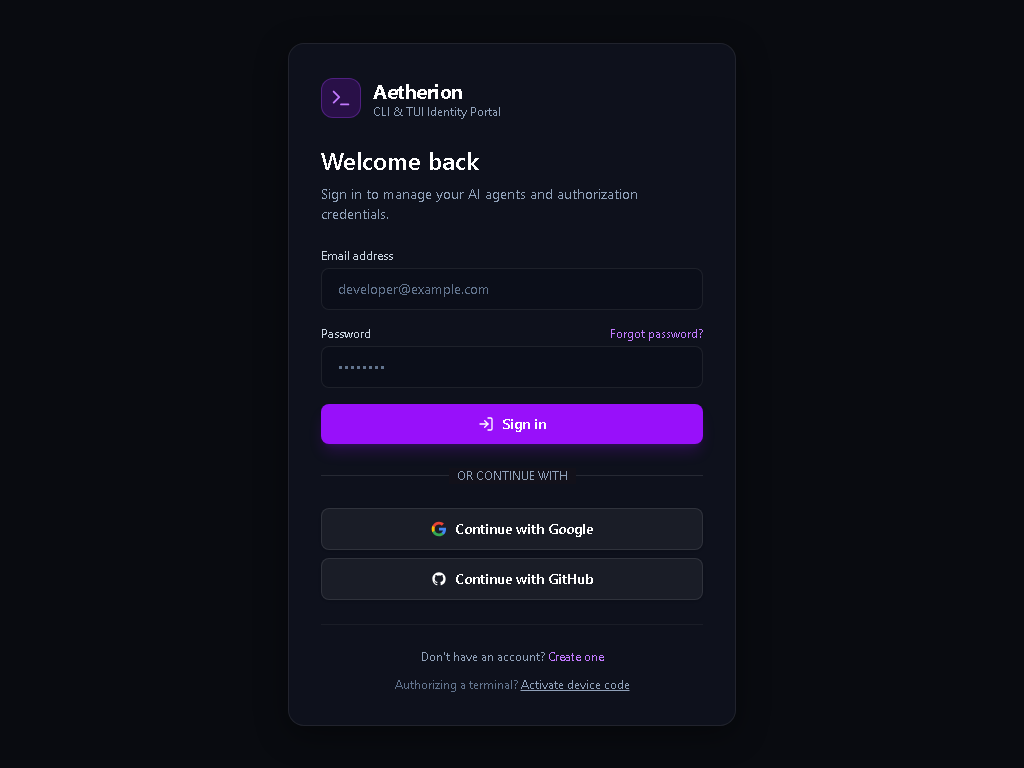 Aetherion
CLI & TUI Identity Portal
Welcome back
Sign in to manage your AI agents and authorization
credentials.
Email address
developer@example.com
Password
Forgot password?
••••••••
Sign in
OR CONTINUE WITH
Continue with Google
Continue with GitHub
Don't have an account? Create one
Authorizing a terminal? Activate device code